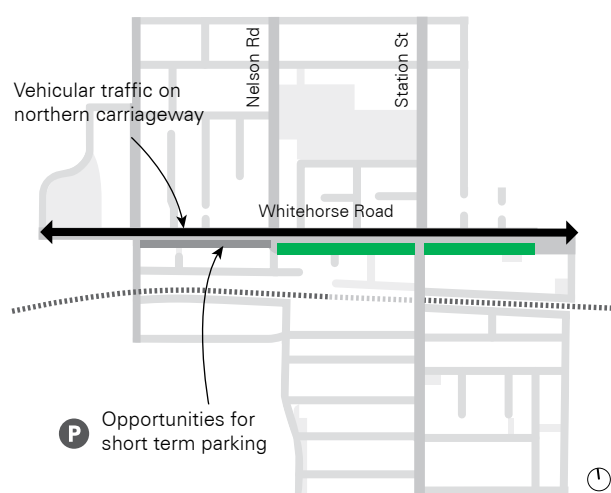 Nelson Rd
Station St
Vehicular traffic on
northern carriageway
Whitehorse Road
P
Opportunities for
short term parking